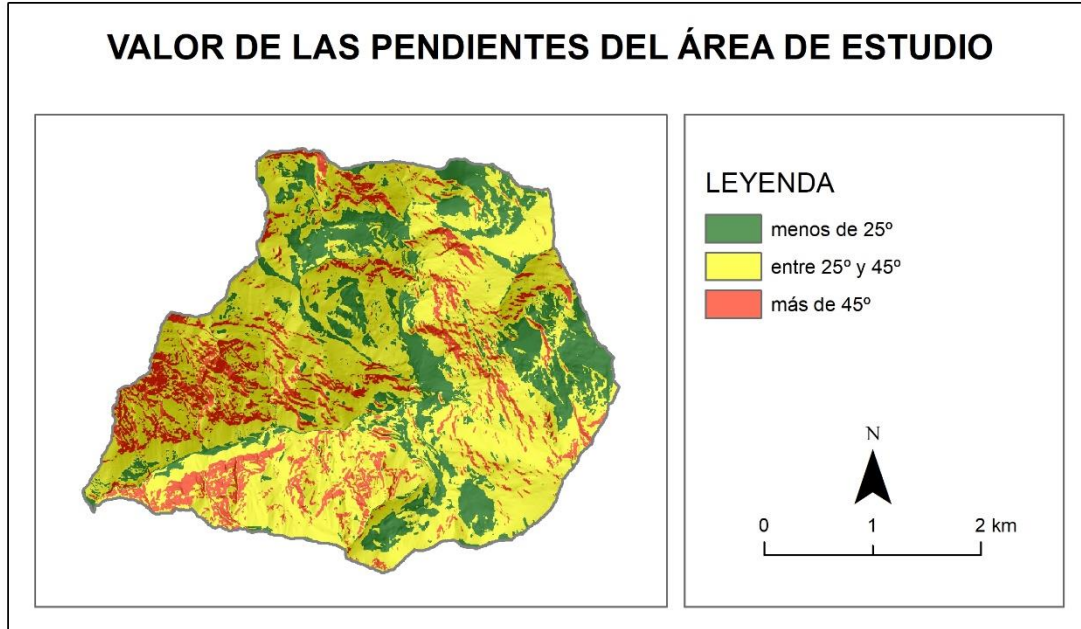 VALOR DE LAS PENDIENTES DEL ÁREA DE ESTUDIO
LEYENDA
menos de 25º
entre 25º y 45º
más de 45º
N
0 1 2 km